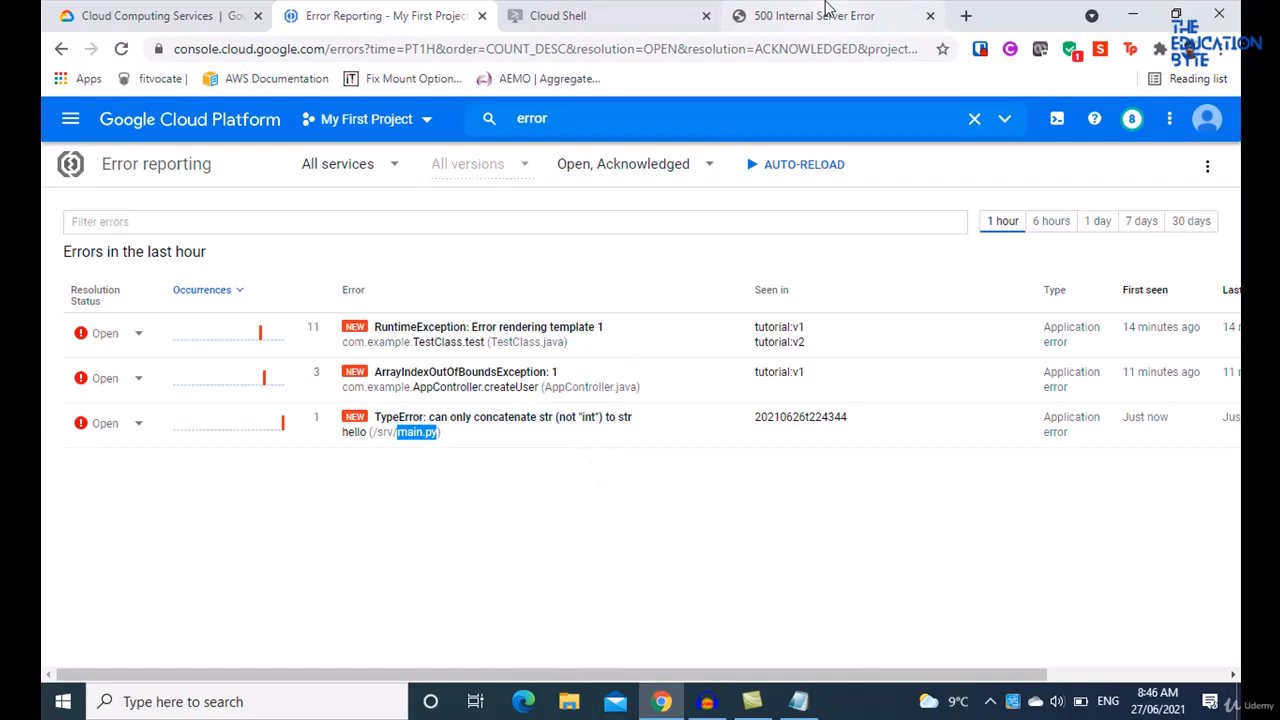 Cloud Computing Services | Go
Error Reporting - My First Project
Cloud Shell
500 Internal Server Error
console.cloud.google.com/errors?time=PT1H&order=COUNT_DESC&resolution=OPEN&resolution=ACKNOWLEDGED&project...
THE EDUCATION BYTE
Apps
fitvocate
AWS Documentation
Fix Mount Option...
AEMO | Aggregate...
Reading list
Google Cloud Platform
My First Project
error
8
Error reporting
All services
All versions
Open, Acknowledged
AUTO-RELOAD
Filter errors
1 hour
6 hours
1 day
7 days
30 days
Errors in the last hour
Resolution Status
Occurrences
Error
Seen in
Type
First seen
Last
Open
11
NEW RuntimeException: Error rendering template 1
com.example.TestClass.test (TestClass.java)
tutorial:v1
tutorial:v2
Application error
14 minutes ago
14
Open
3
NEW ArrayIndexOutOfBoundsException: 1
com.example.AppController.createUser (AppController.java)
tutorial:v1
Application error
11 minutes ago
11
Open
1
NEW TypeError: can only concatenate str (not "int") to str
hello (/srv/main.py)
20210626t224344
Application error
Just now
Jus
Type here to search
9°C
ENG
8:46 AM
27/06/2021
Udemy